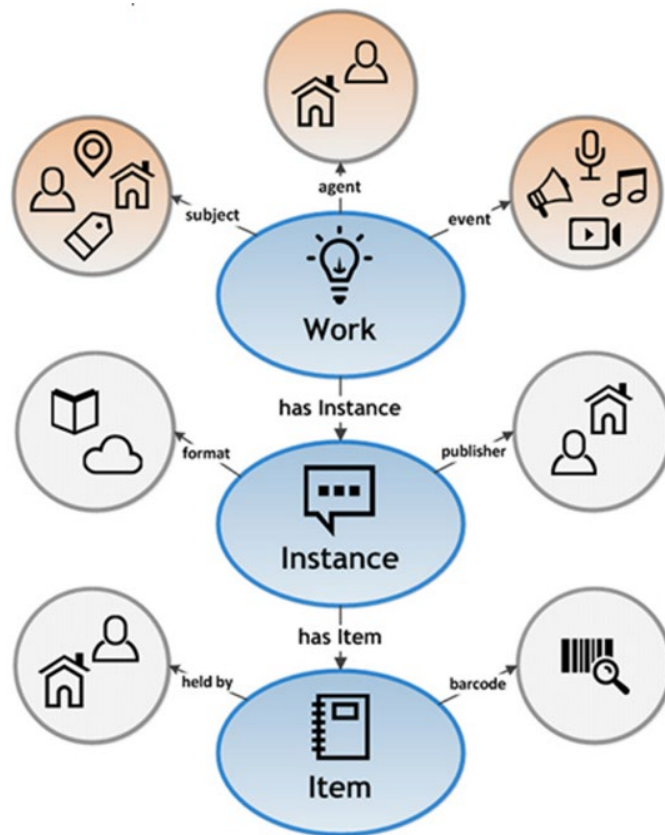 agent
subject
event
Work
has Instance
format
publisher
Instance
has Item
held by
barcode
Item